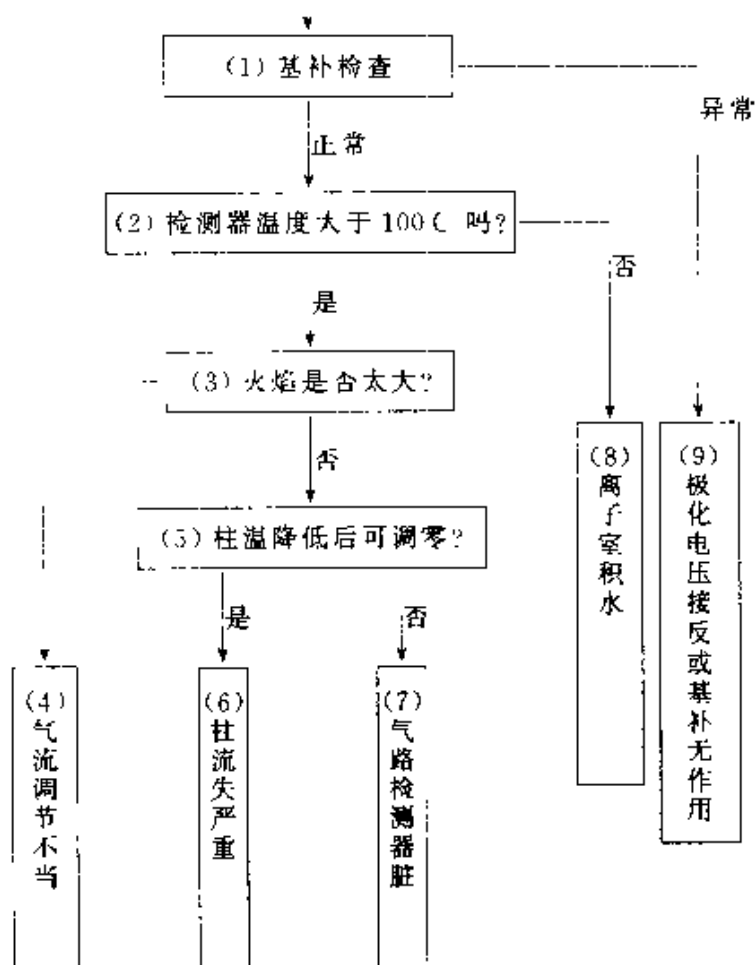 (1)基补检查
异常
正常
(2)检测器温度大于100C 吗?
否
是
(3)火焰是否太大?
否
(5)柱温降低后可调零?
是
否
(4)气流调节不当
(6)柱流失严重
(7)气路检测器脏
(8)离子室积水
(9)极化电压接反或基补无作用